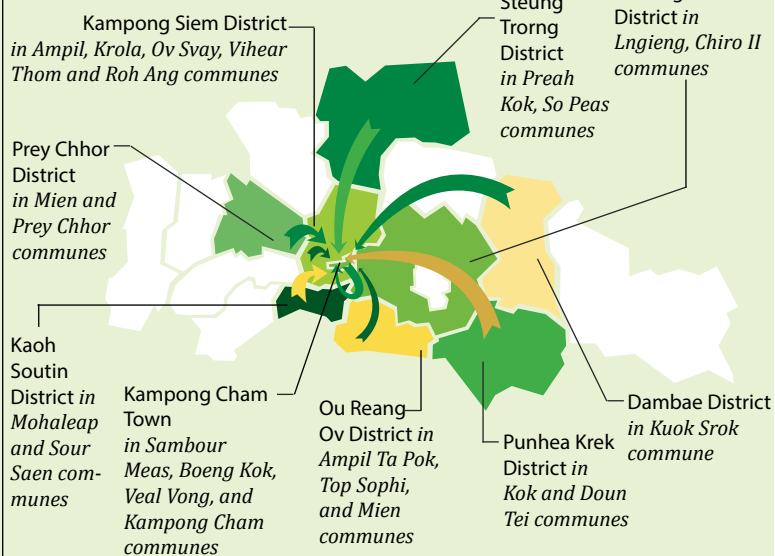 Kampong Siem District
in Ampil, Krola, Ov Svay, Vihear
Thom and Roh Ang communes
Steung
Trorng
District
in Preah
Kok, So Peas
communes
District in
Lngieng, Chiro II
communes
Prey Chhor
District
in Mien and
Prey Chhor
communes
Kaoh
Soutin
District in
Mohaleap
and Sour
Saen com-
munes
Kampong Cham
Town
in Sambour
Meas, Boeng Kok,
Veal Vong, and
Kampong Cham
communes
Ou Reang
Ov District in
Ampil Ta Pok,
Top Sophi,
and Mien
communes
Punhea Krek
District in
Kok and Doun
Tei communes
Dambae District
in Kuok Srok
commune